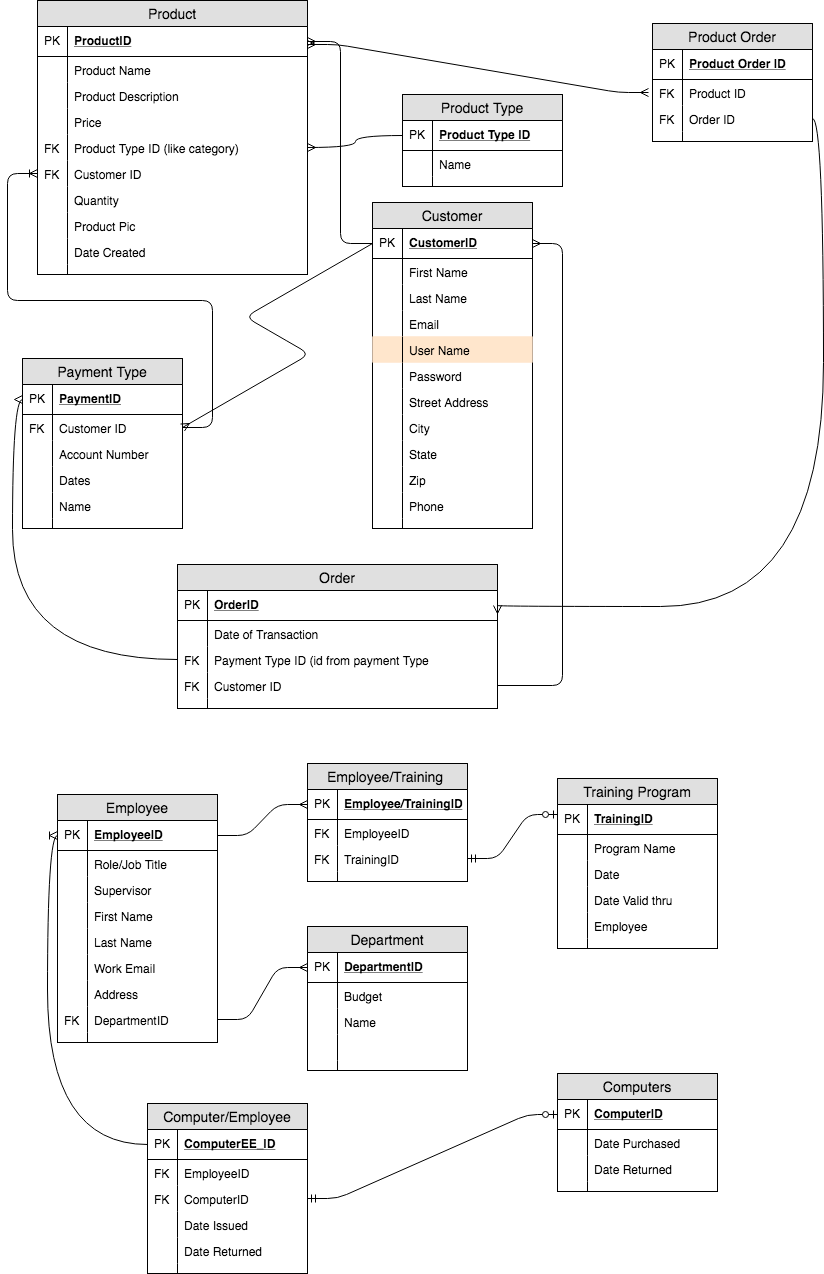 Product
PK ProductID
Product Name
Product Description
Price
FK Product Type ID (like category)
FK Customer ID
Quantity
Product Pic
Date Created
Product Order
PK Product Order ID
FK Product ID
FK Order ID
Product Type
PK Product Type ID
Name
Customer
PK CustomerID
First Name
Last Name
Email
User Name
Password
Street Address
City
State
Zip
Phone
Payment Type
PK PaymentID
FK Customer ID
Account Number
Dates
Name
Order
PK OrderID
Date of Transaction
FK Payment Type ID (id from payment Type
FK Customer ID
Employee/Training
PK Employee/TrainingID
FK EmployeeID
FK TrainingID
Training Program
PK TrainingID
Program Name
Date
Date Valid thru
Employee
Employee
PK EmployeeID
Role/Job Title
Supervisor
First Name
Last Name
Work Email
Address
FK DepartmentID
Department
PK DepartmentID
Budget
Name
Computers
PK ComputerID
Date Purchased
Date Returned
Computer/Employee
PK ComputerEE_ID
FK EmployeeID
FK ComputerID
Date Issued
Date Returned